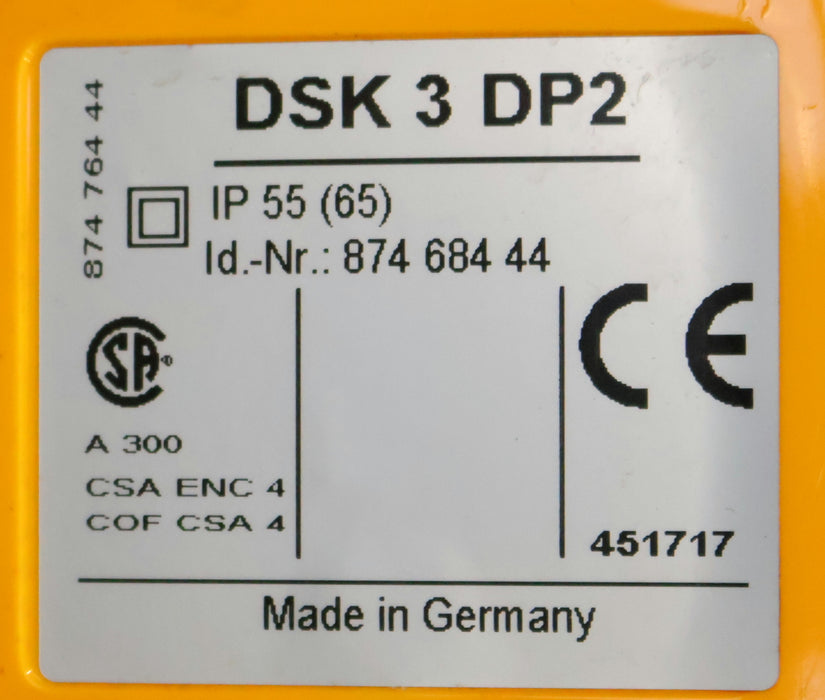 DSK 3 DP2
874 764 44
IP 55 (65)
Id.-Nr.: 874 684 44
CSA®
CE
A 300
CSA ENC 4
COF CSA 4
451717
Made in Germany